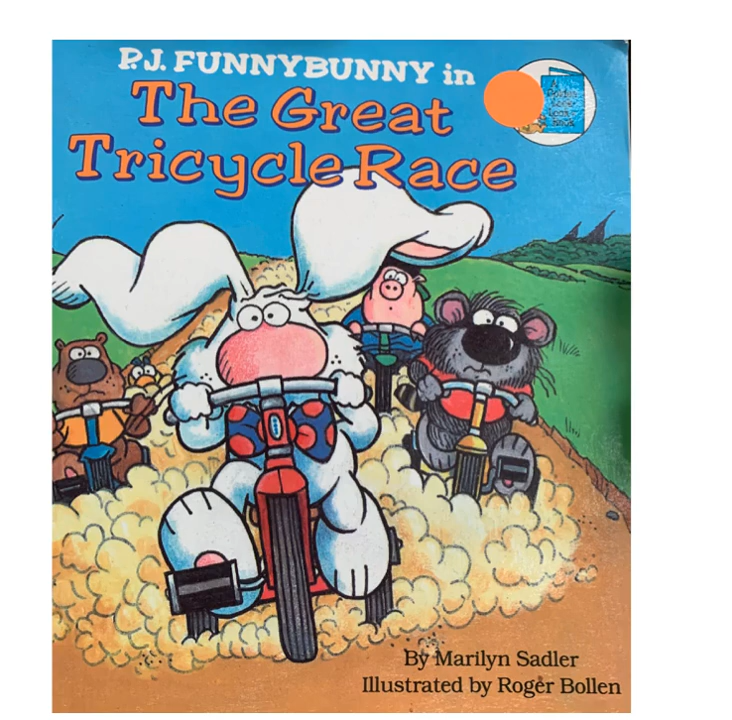 P.J. FUNNYBUNNY in
The Great
Tricycle Race
By Marilyn Sadler
Illustrated by Roger Bollen